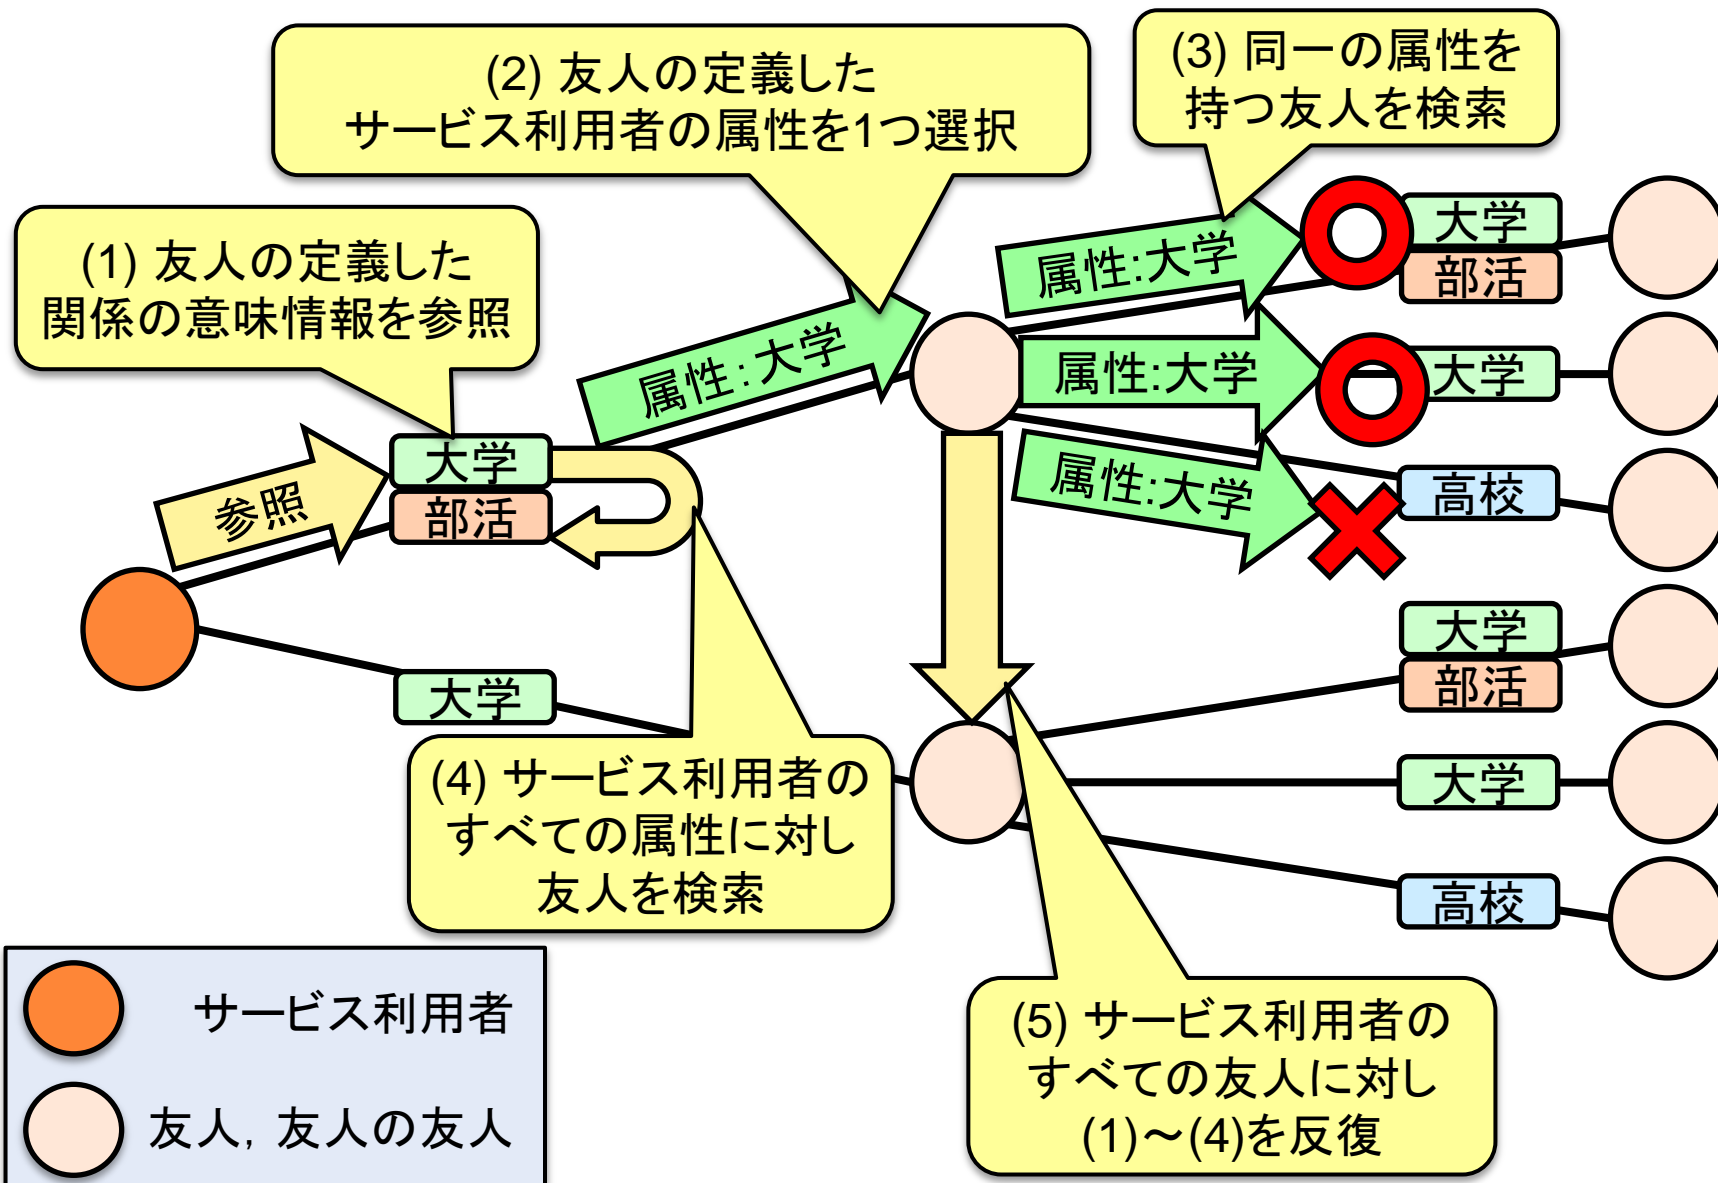 (2) 友人の定義した
サービス利用者の属性を1つ選択
(3) 同一の属性を
持つ友人を検索
(1) 友人の定義した
関係の意味情報を参照
参照
大学
部活
属性:大学
属性:大学
属性:大学
属性:大学
大学
部活
大学
高校
大学
(4) サービス利用者の
すべての属性に対し
友人を検索
大学
部活
大学
高校
(5) サービス利用者の
すべての友人に対し
(1)～(4)を反復
サービス利用者
友人，友人の友人